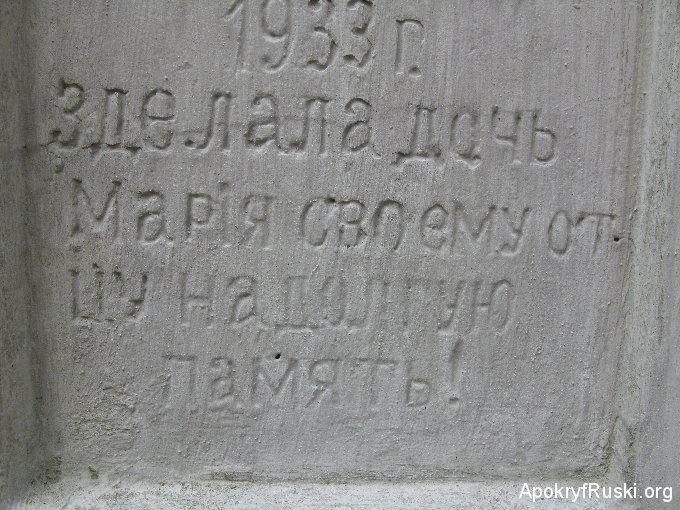 1933 г.
зделала дочь
Марія своему от-
цу на долгую
память!
ApokryfRuski.org